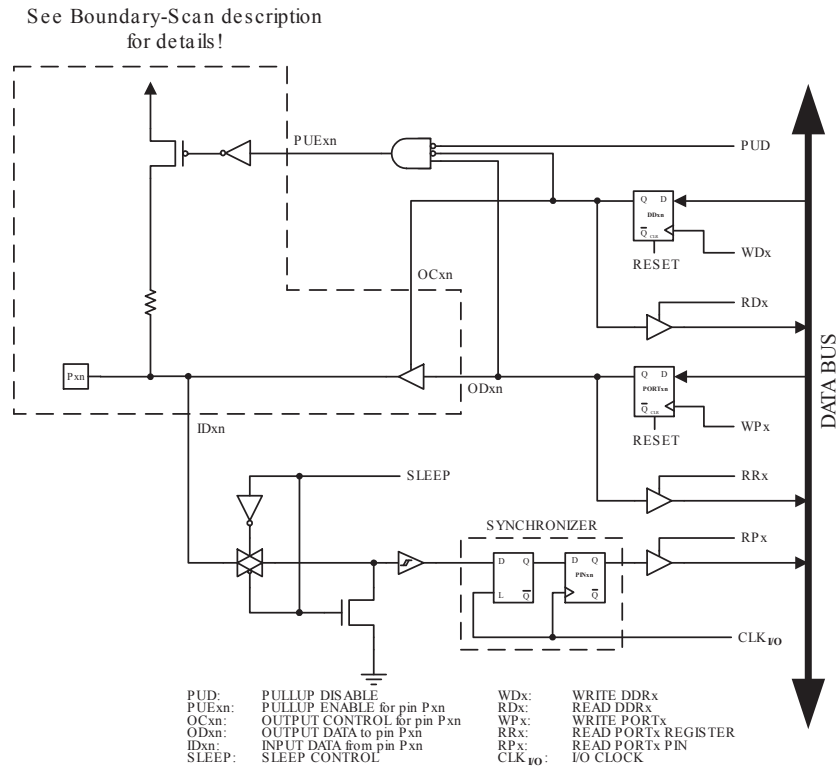 See Boundary-Scan description
for details!
PUExn
PUD
Q D
DDxn
Q CLR
WDx
RESET
OCxn
RDx
Pxn
ODxn
Q D
PORTxn
Q CLR
WPx
RESET
IDxn
DATA BUS
SLEEP
RRx
SYNCHRONIZER
RPx
D Q
L Q
D Q
PINxn
Q
CLK I/O
PUD: PULLUP DISABLE
PUExn: PULLUP ENABLE for pin Pxn
OCxn: OUTPUT CONTROL for pin Pxn
ODxn: OUTPUT DATA to pin Pxn
IDxn: INPUT DATA from pin Pxn
SLEEP: SLEEP CONTROL
WDx: WRITE DDRx
RDx: READ DDRx
WPx: WRITE PORTx
RRx: READ PORTx REGISTER
RPx: READ PORTx PIN
CLK I/O: I/O CLOCK